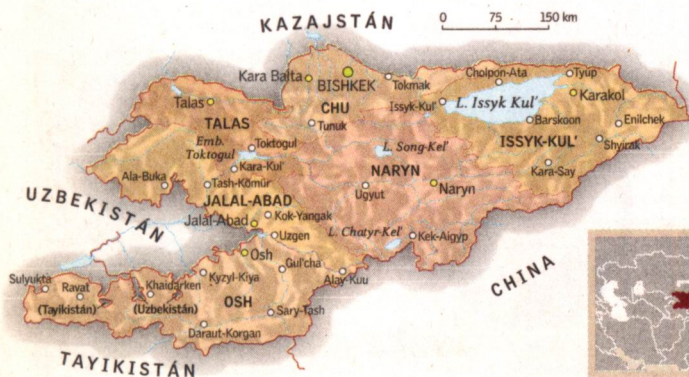 KAZAJSTÁN
0 75 150 km
Kara Balta
BISHKEK
Tokmak
Cholpon-Ata
Tyup
Talas
CHU
Issyk-Kul'
L. Issyk Kul'
Karakol
TALAS
Tunuk
Barskoon
Enilchek
Emb.
Toktogul
Toktogul
L. Song-Kel'
ISSYK-KUL'
Shyirak
Kara-Kul'
Kara-Say
Ala-Buka
Tash-Kömür
NARYN
Naryn
Ugyut
JALAL-ABAD
UZBEKISTÁN
Jalal-Abad
Kok-Yangak
Uzgen
L. Chatyr-Kel'
Kek-Aigyp
Osh
Gul'cha
CHINA
Sulyukta
Ravat
(Tayikistán)
Khaidarken
(Uzbekistán)
Kyzyl-Kiya
OSH
Alay-Kuu
Sary-Tash
Daraut-Korgan
TAYIKISTÁN